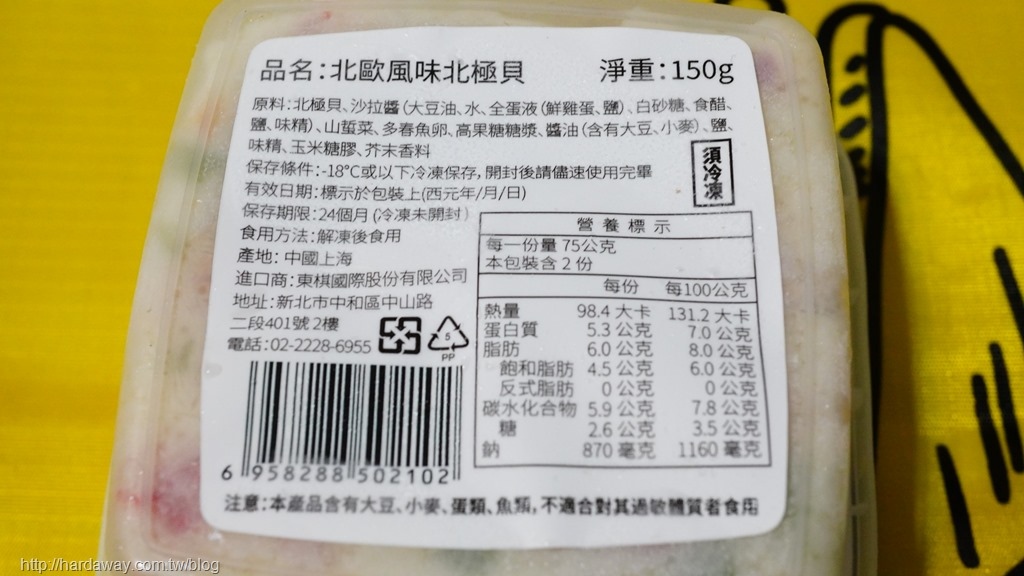 品名:北歐風味北極貝 淨重:150g
原料:北極貝、沙拉醬(大豆油、水、全蛋液(鮮雞蛋、鹽)、白砂糖、食醋、
鹽、味精)、山蜇菜、多春魚卵、高果糖糖漿、醬油(含有大豆、小麥)、鹽、
味精、玉米糖膠、芥末香料
保存條件:-18°C或以下冷凍保存,開封後請儘速使用完畢
須冷凍
有效日期:標示於包裝上(西元年/月/日)
保存期限:24個月(冷凍未開封)
食用方法:解凍後食用
產地:中國上海
進口商:東棋國際股份有限公司
地址:新北市中和區中山路
二段401號2樓
電話:02-2228-6955
5
PP
營養標示
每一份量 75公克
本包裝含 2 份
每份 每100公克
熱量 98.4 大卡 131.2 大卡
蛋白質 5.3 公克 7.0 公克
脂肪 6.0 公克 8.0 公克
飽和脂肪 4.5 公克 6.0 公克
反式脂肪 0 公克 0 公克
碳水化合物 5.9 公克 7.8 公克
糖 2.6 公克 3.5 公克
鈉 870 毫克 1160 毫克
6 958288 502102
注意:本產品含有大豆、小麥、蛋類、魚類,不適合對其過敏體質者食用
http://hardaway.com.tw/blog